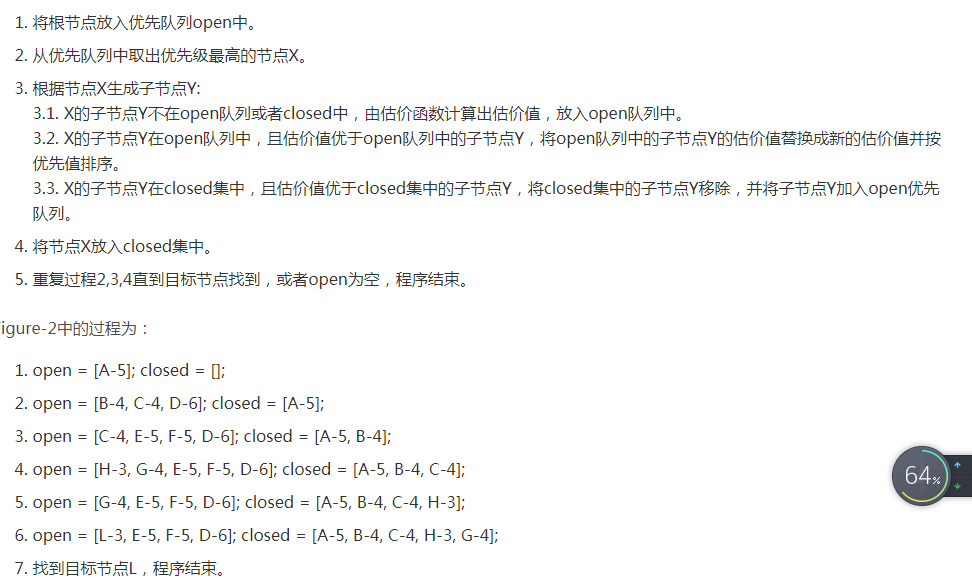 1. 将根节点放入优先队列open中。
2. 从优先队列中取出优先级最高的节点X。
3. 根据节点X生成子节点Y:
3.1. X的子节点Y不在open队列或者closed中，由估价函数计算出估价值，放入open队列中。
3.2. X的子节点Y在open队列中，且估价值优于open队列中的子节点Y，将open队列中的子节点Y的估价值替换成新的估价值并按
优先值排序。
3.3. X的子节点Y在closed集中，且估价值优于closed集中的子节点Y，将closed集中的子节点Y移除，并将子节点Y加入open优先
队列。
4. 将节点X放入closed集中。
5. 重复过程2,3,4直到目标节点找到，或者open为空，程序结束。
igure-2中的过程为：
1. open = [A-5]; closed = [];
2. open = [B-4, C-4, D-6]; closed = [A-5];
3. open = [C-4, E-5, F-5, D-6]; closed = [A-5, B-4];
4. open = [H-3, G-4, E-5, F-5, D-6]; closed = [A-5, B-4, C-4];
5. open = [G-4, E-5, F-5, D-6]; closed = [A-5, B-4, C-4, H-3];
6. open = [L-3, E-5, F-5, D-6]; closed = [A-5, B-4, C-4, H-3, G-4];
7. 找到目标节点L，程序结束。
64%